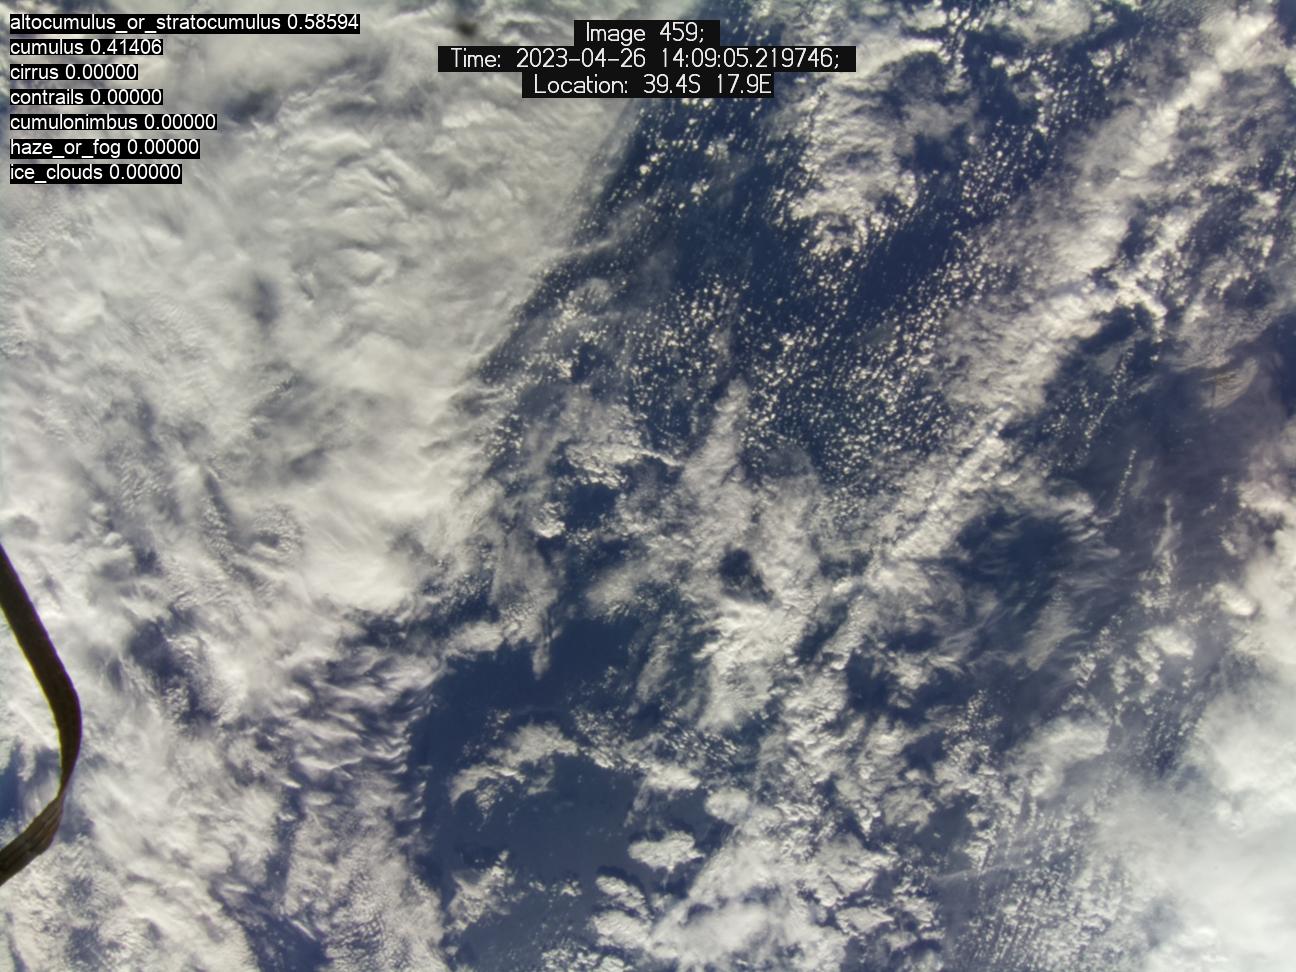 altocumulus_or_stratocumulus 0.58594
cumulus 0.41406
cirrus 0.00000
contrails 0.00000
cumulonimbus 0.00000
haze_or_fog 0.00000
ice_clouds 0.00000
Image 459;
Time: 2023-04-26 14:09:05.219746;
Location: 39.4S 17.9E